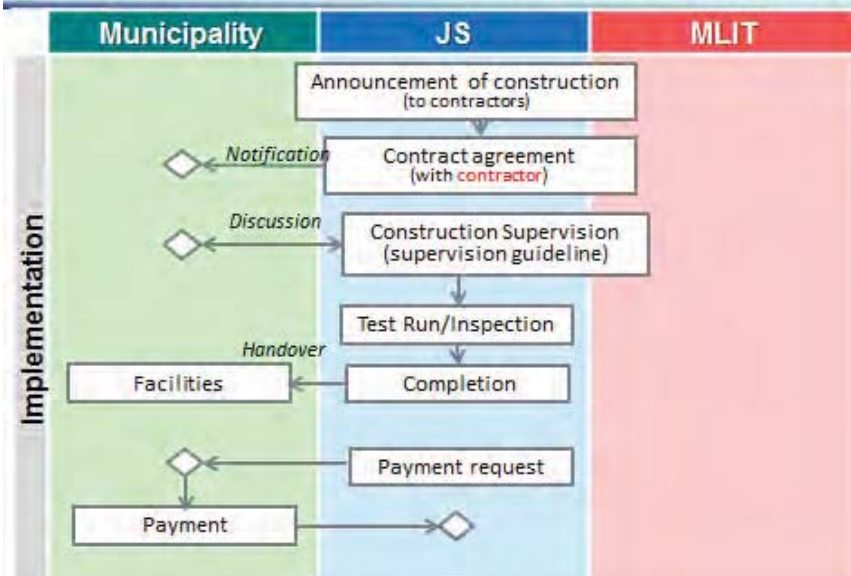 Municipality
JS
MLIT
Implementation
Announcement of construction
(to contractors)
Notification
Contract agreement
(with contractor)
Discussion
Construction Supervision
(supervision guideline)
Test Run/Inspection
Handover
Facilities
Completion
Payment request
Payment